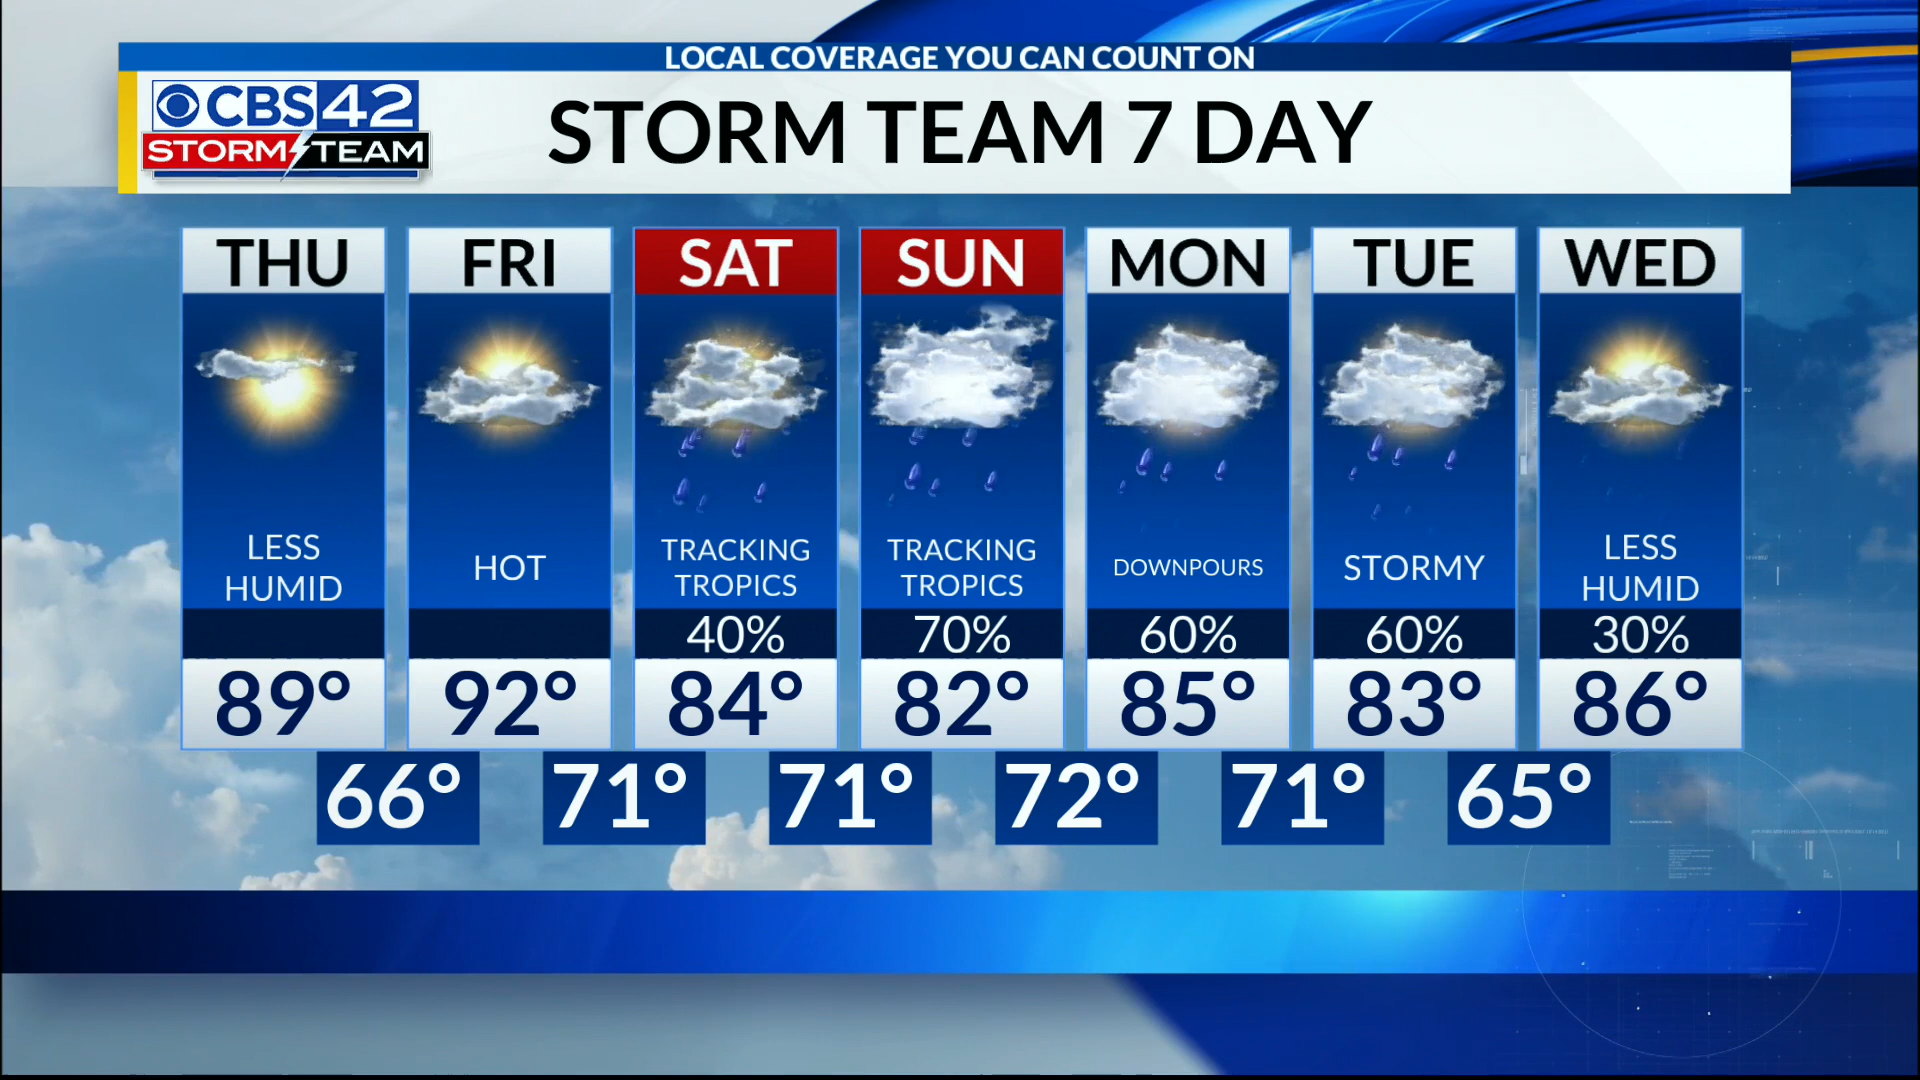 LOCAL COVERAGE YOU CAN COUNT ON
CBS 42
STORM TEAM
STORM TEAM 7 DAY
THU FRI SAT SUN MON TUE WED
LESS
HUMID
HOT
TRACKING
TROPICS
TRACKING
TROPICS
DOWNPOURS
STORMY
LESS
HUMID
40% 70% 60% 60% 30%
89° 92° 84° 82° 85° 83° 86°
66° 71° 71° 72° 71° 65°